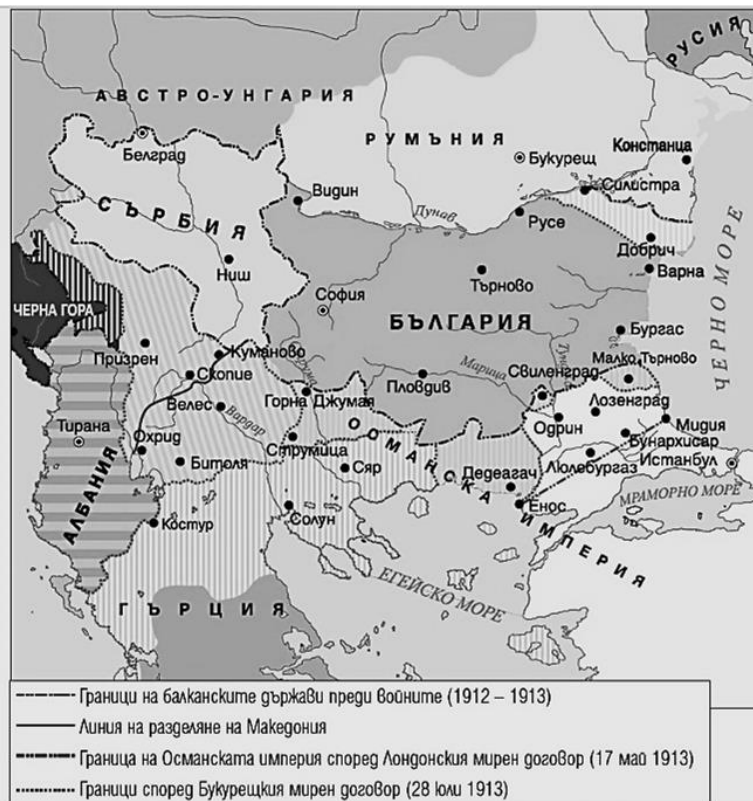 РУСИЯ
АВСТРО-УНГАРИЯ
РУМЪНИЯ
Белград
Букурещ
Констанца
Видин
Силистра
СЪРБИЯ
Дунав
Русе
Добрич
Ниш
Търново
Варна
ЧЕРНО МОРЕ
ЧЕРНА ГОРА
София
БЪЛГАРИЯ
Бургас
Призрен
Куманово
Струма
Марица
Тунджа
Свиленград
Малко Търново
Скопие
Пловдив
Велес
Вардар
Горна Джумая
Лозенград
Тирана
ОСМАНСКА ИМПЕРИЯ
Одрин
Мидия
Охрид
Струмица
Бунархисар
Битоля
Сяр
Дедеагач
Люлебургаз
Истанбул
АЛБАНИЯ
Енос
МРАМОРНО МОРЕ
Костур
Солун
ЕГЕЙСКО МОРЕ
ГЪРЦИЯ
Граници на балканските държави преди войните (1912 – 1913)
Линия на разделяне на Македония
Граница на Османската империя според Лондонския мирен договор (17 май 1913)
Граници според Букурещкия мирен договор (28 юли 1913)